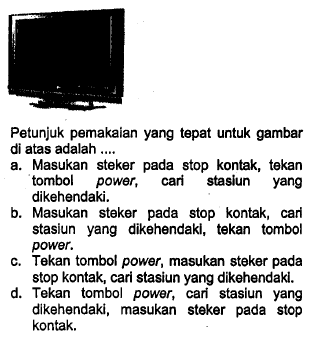 Petunjuk pemakaian yang tepat untuk gambar
di atas adalah ....
a. Masukan steker pada stop kontak, tekan
tombol power, cari stasiun yang
dikehendaki.
b. Masukan steker pada stop kontak, cari
stasiun yang dikehendaki, tekan tombol
power.
c. Tekan tombol power, masukan steker pada
stop kontak, cari stasiun yang dikehendaki.
d. Tekan tombol power, cari stasiun yang
dikehendaki, masukan steker pada stop
kontak.